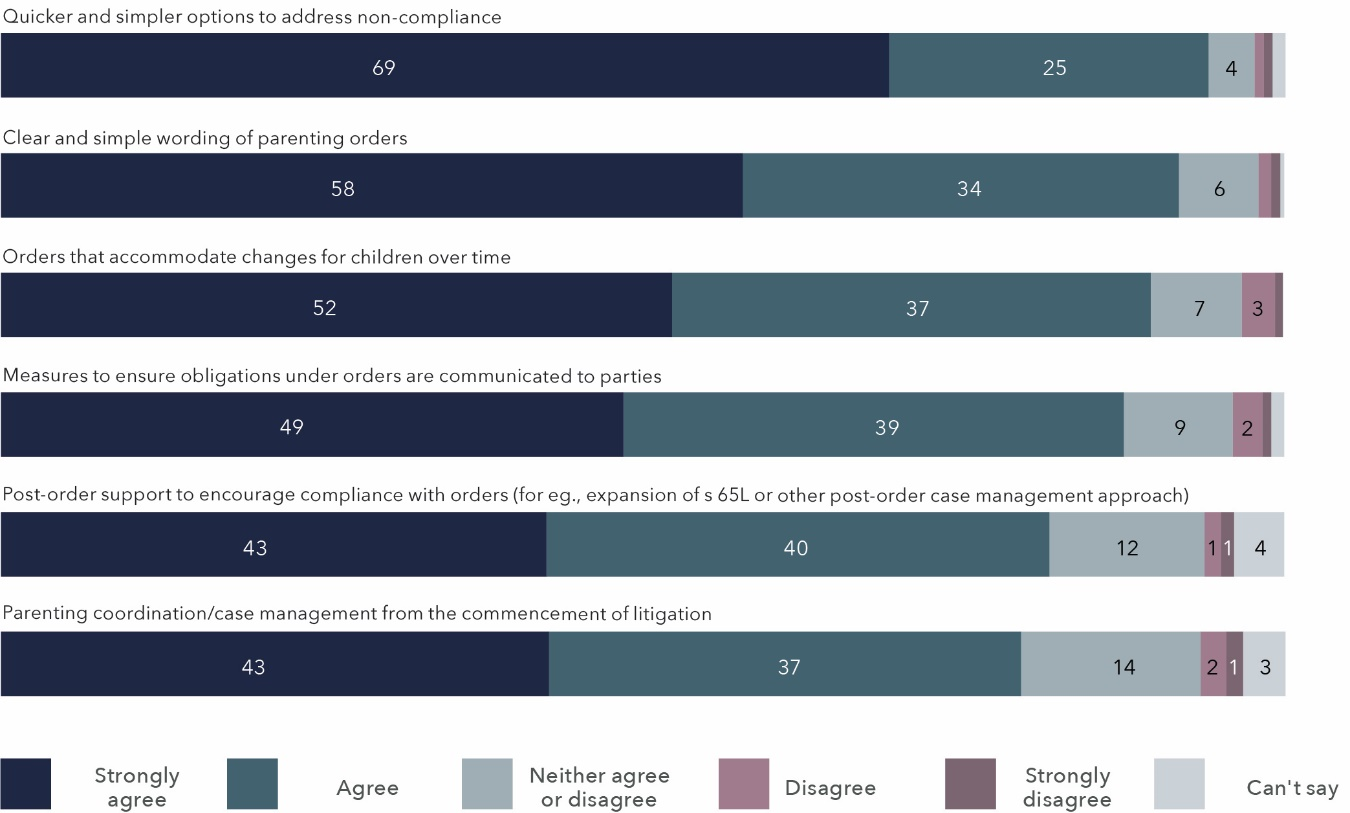 Quicker and simpler options to address non-compliance
69 25 4
Clear and simple wording of parenting orders
58 34 6
Orders that accommodate changes for children over time
52 37 7 3
Measures to ensure obligations under orders are communicated to parties
49 39 9 2
Post-order support to encourage compliance with orders (for eg., expansion of s 65L or other post-order case management approach)
43 40 12 1 1 4
Parenting coordination/case management from the commencement of litigation
43 37 14 2 1 3
Strongly
agree
Agree
Neither agree
or disagree
Disagree
Strongly
disagree
Can't say